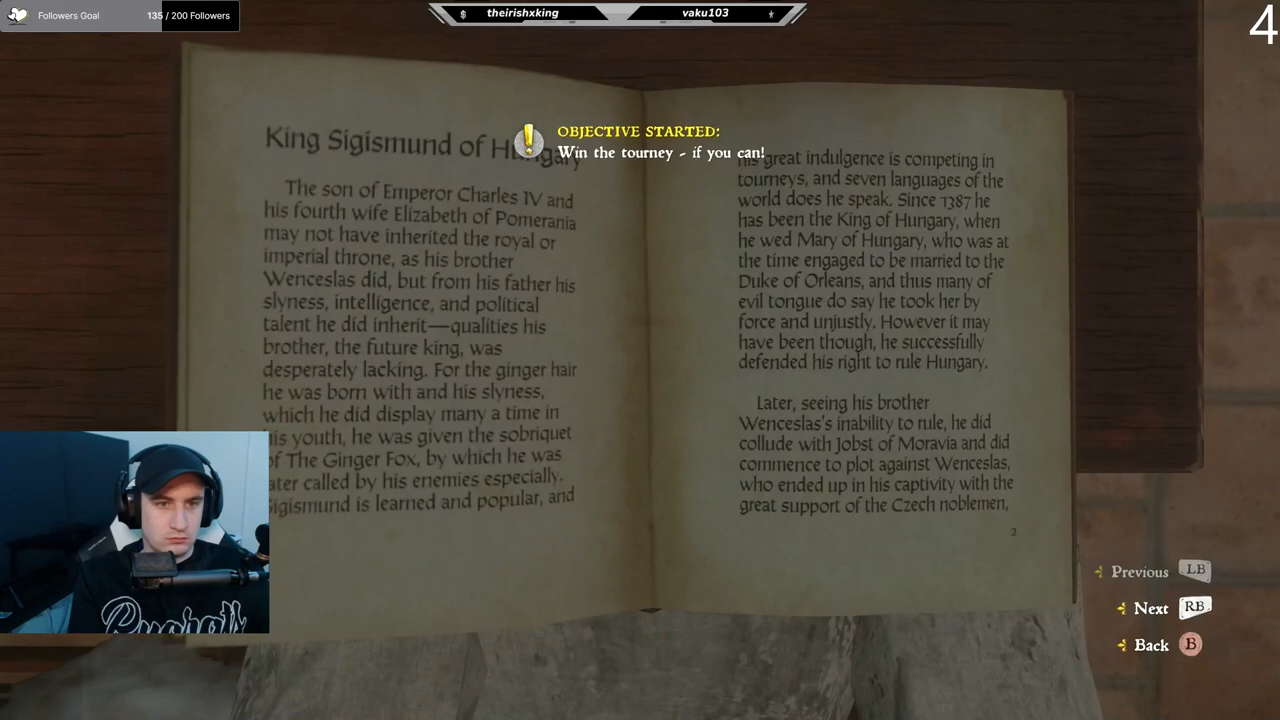 Followers Goal
135 / 200 Followers
theirishxking
vaku103
4
OBJECTIVE STARTED:
Win the tourney - if you can!
King Sigismund of Hungary
The son of Emperor Charles IV and
his fourth wife Elizabeth of Pomerania
may not have inherited the royal or
imperial throne, as his brother
Wenceslas did, but from his father his
slyness, intelligence, and political
talent he did inherit—qualities his
brother, the future king, was
desperately lacking. For the ginger hair
he was born with and his slyness,
which he did display many a time in
his youth, he was given the sobriquet
of The Ginger Fox, by which he was
later called by his enemies especially.
Sigismund is learned and popular, and
his great indulgence is competing in
tourneys, and seven languages of the
world does he speak. Since 1387 he
has been the King of Hungary, when
he wed Mary of Hungary, who was at
the time engaged to be married to the
Duke of Orleans, and thus many of
evil tongue do say he took her by
force and unjustly. However it may
have been though, he successfully
defended his right to rule Hungary.
Later, seeing his brother
Wenceslas's inability to rule, he did
collude with Jobst of Moravia and did
commence to plot against Wenceslas,
who ended up in his captivity with the
great support of the Czech noblemen,
2
Previous LB
Next RB
Back B